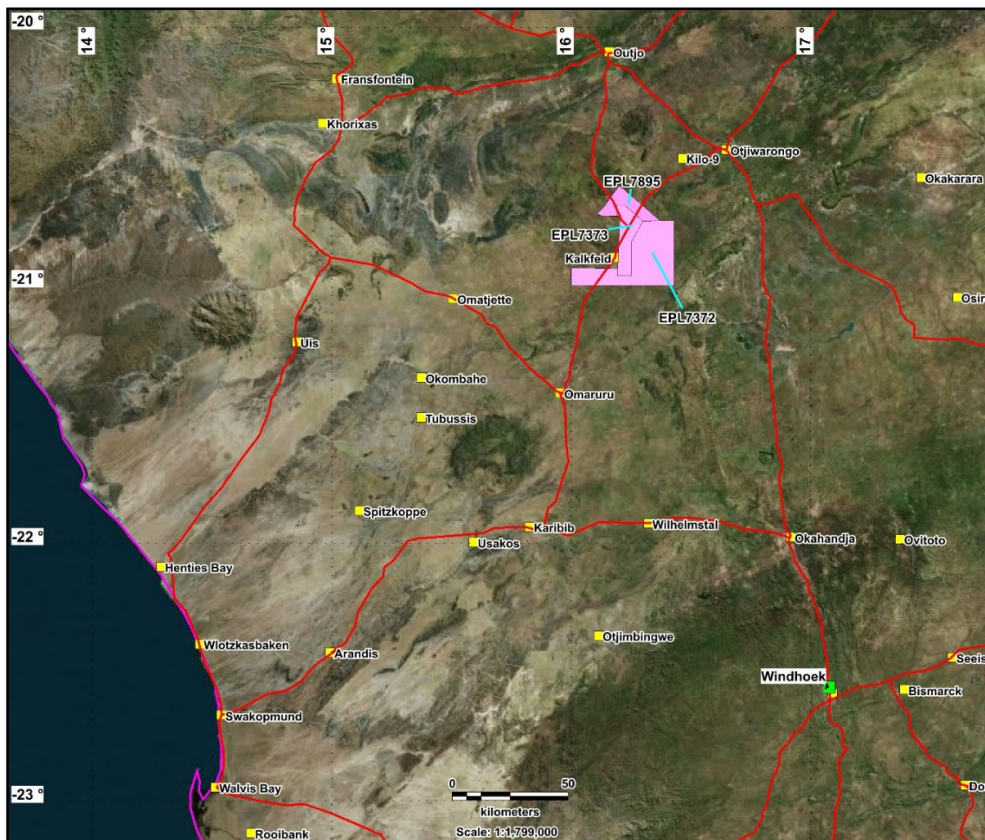 -20 °
14 °
15 °
16 °
17 °
Outjo
Fransfontein
Khorixas
Otjiwarongo
Kilo-9
Okakarara
EPL7895
EPL7373
Kalkfeld
-21 °
Omatjette
Osir
EPL7372
Uis
Okombahe
Omaruru
Tubussis
Spitzkoppe
Karibib
Wilhelmstal
-22 °
Usakos
Okahandja
Ovitoto
Henties Bay
Otjimbingwe
Wlotzkasbaken
Arandis
Seeis
Windhoek
Bismarck
Swakopmund
-23 °
Walvis Bay
0
50
Do
kilometers
Scale: 1:1,799,000
Rooibank